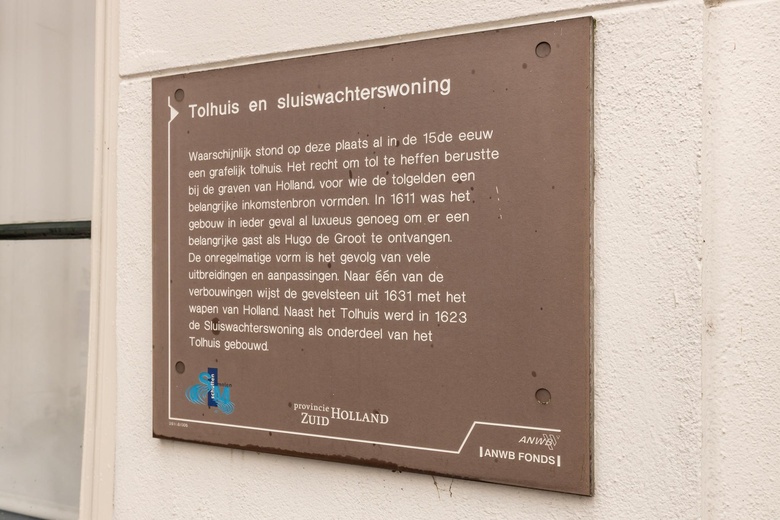 Tolhuis en sluiswachterswoning
Waarschijnlijk stond op deze plaats al in de 15de eeuw
een grafelijk tolhuis. Het recht om tol te heffen berustte
bij de graven van Holland, voor wie de tolgelden een
belangrijke inkomstenbron vormden. In 1611 was het
gebouw in ieder geval al luxueus genoeg om er een
belangrijke gast als Hugo de Groot te ontvangen.
De onregelmatige vorm is het gevolg van vele
uitbreidingen en aanpassingen. Naar één van de
verbouwingen wijst de gevelsteen uit 1631 met het
wapen van Holland. Naast het Tolhuis werd in 1623
de Sluiswachterswoning als onderdeel van het
Tolhuis gebouwd.
provincie HOLLAND
ZUID
ANWB
ANWB FONDS